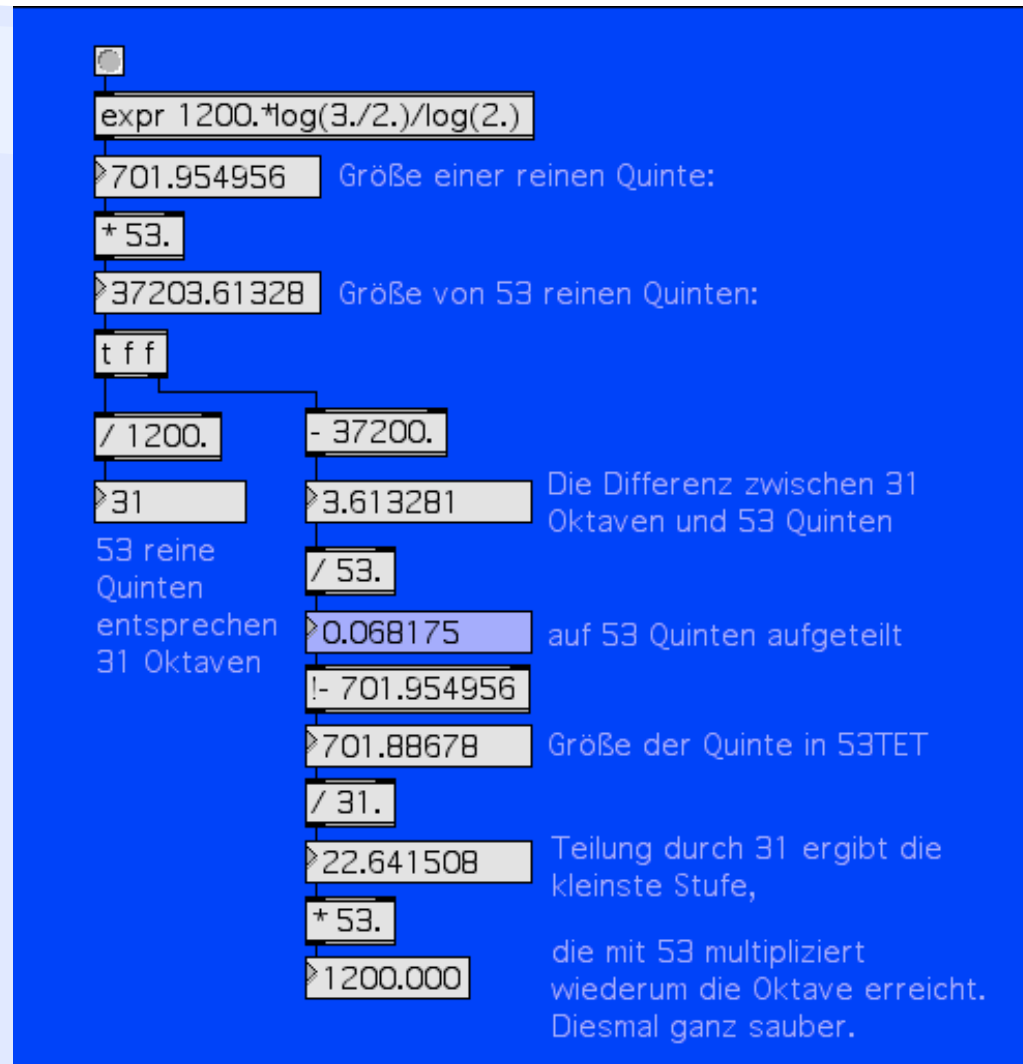 expr 1200.*log(3./2.)/log(2.)
701.954956
Größe einer reinen Quinte:
* 53.
37203.61328
Größe von 53 reinen Quinten:
t f f
/ 1200.
31
53 reine
Quinten
entsprechen
31 Oktaven
- 37200.
3.613281
Die Differenz zwischen 31
Oktaven und 53 Quinten
/ 53.
0.068175
auf 53 Quinten aufgeteilt
!- 701.954956
701.88678
Größe der Quinte in 53TET
/ 31.
22.641508
Teilung durch 31 ergibt die
kleinste Stufe,
* 53.
1200.000
die mit 53 multipliziert
wiederum die Oktave erreicht.
Diesmal ganz sauber.